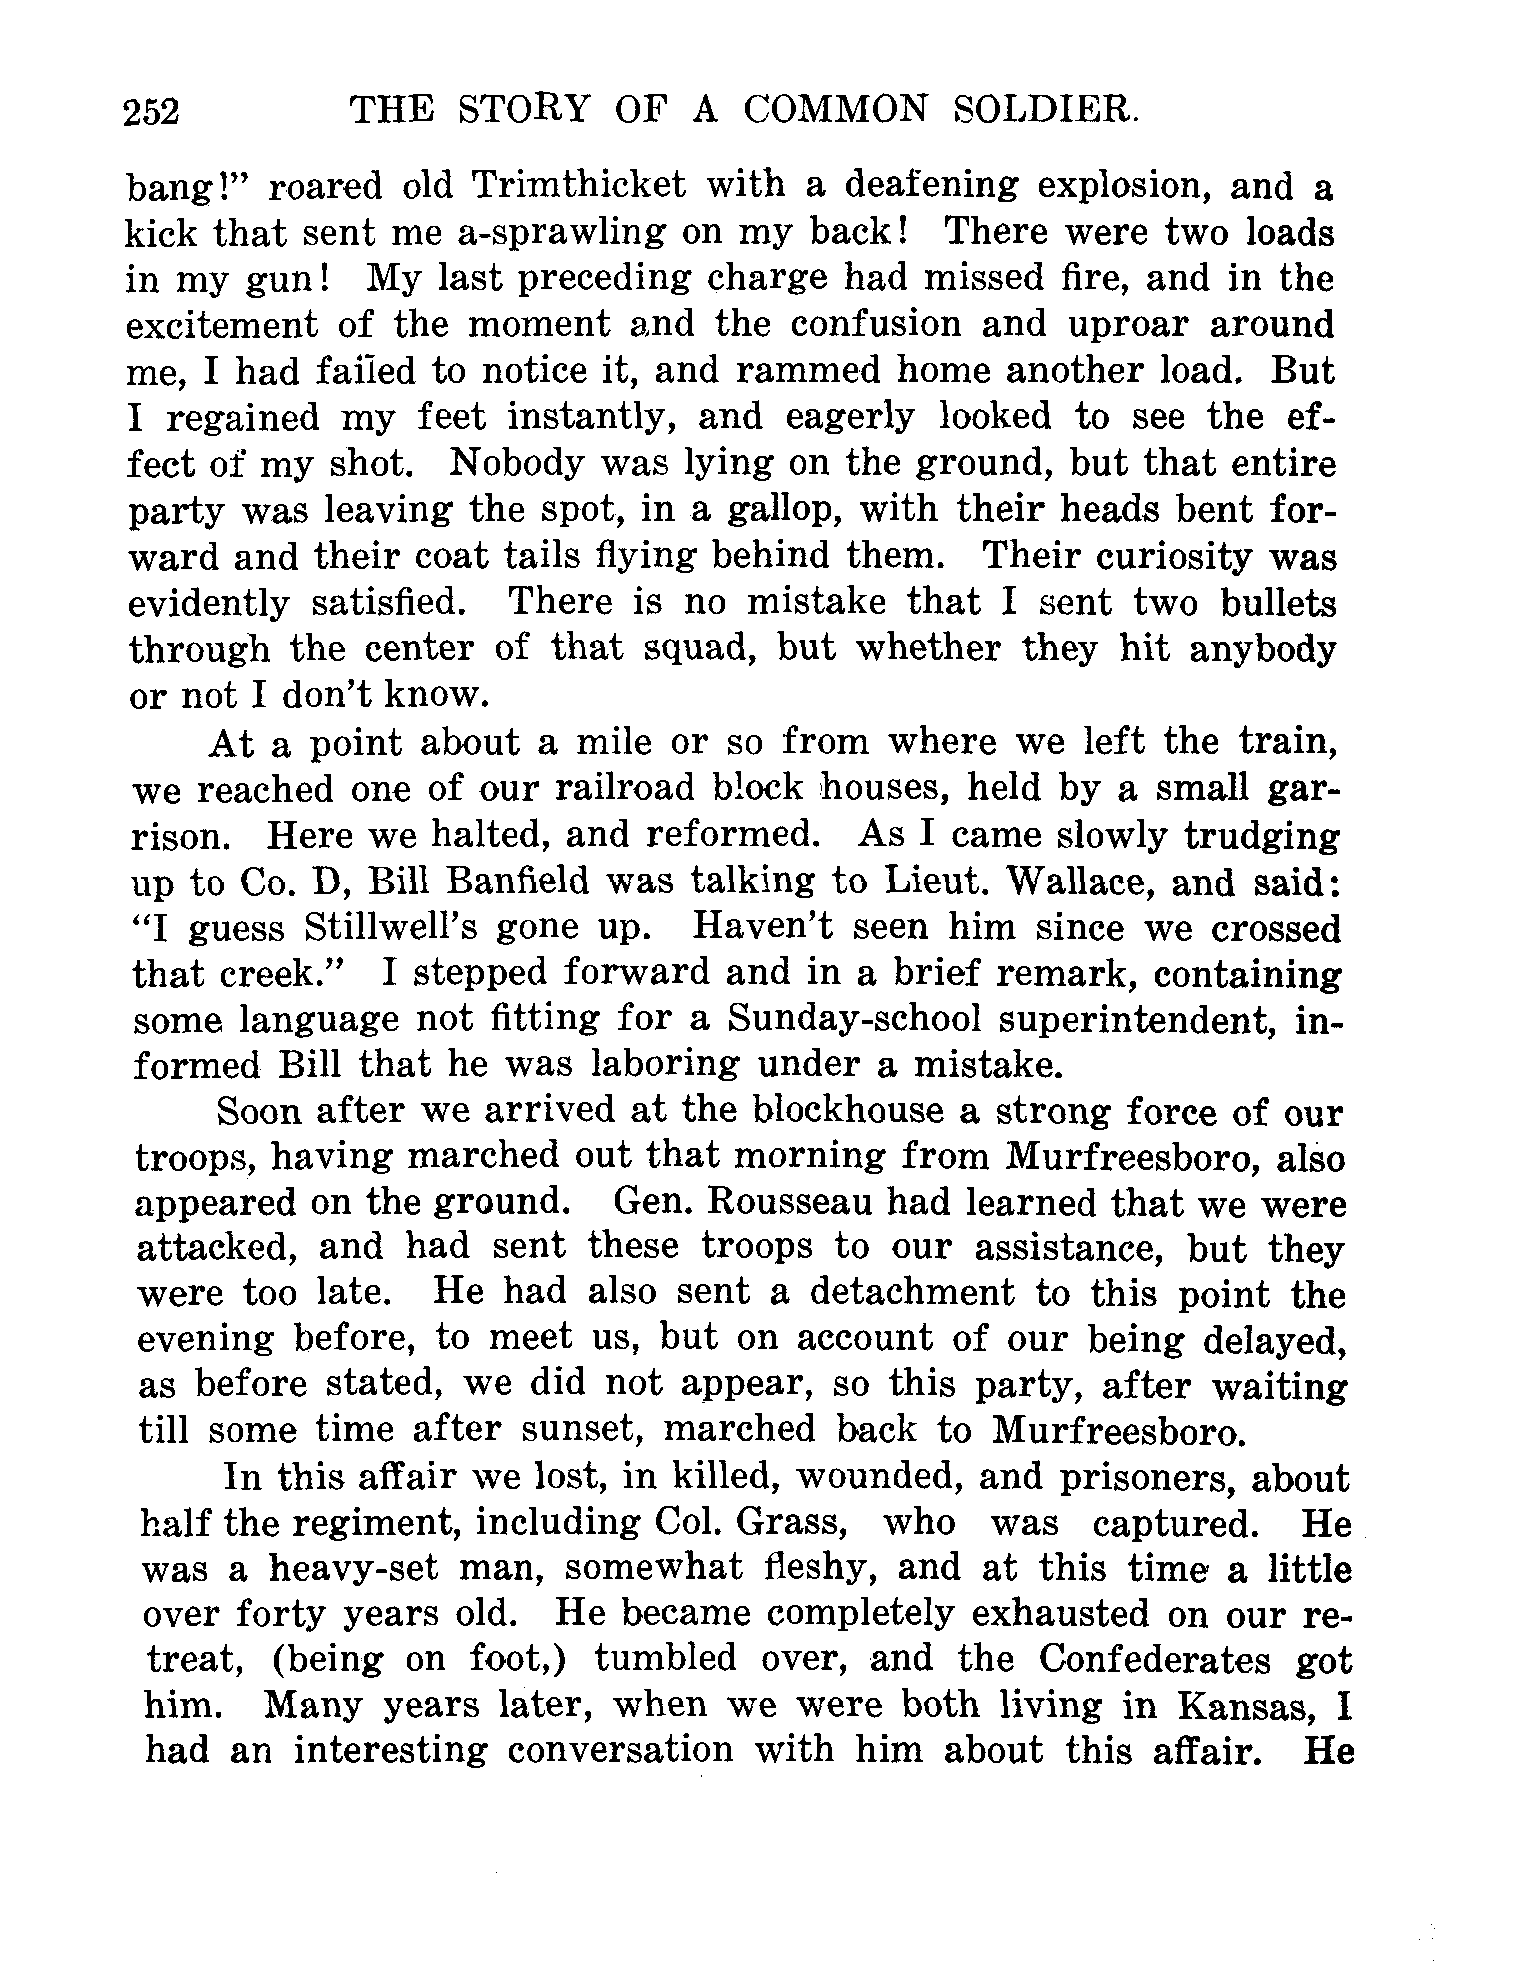 252 THE STORY OF A COMMON SOLDIER.
bang!” roared old Trimthicket with a deafening explosion, and a
kick that sent me a-sprawling on my back! There were two loads
in my gun! My last preceding charge had missed fire, and in the
excitement of the moment and the confusion and uproar around
me, I had failed to notice it, and rammed home another load. But
I regained my feet instantly, and eagerly looked to see the ef-
fect of my shot. Nobody was lying on the ground, but that entire
party was leaving the spot, in a gallop, with their heads bent for-
ward and their coat tails flying behind them. Their curiosity was
evidently satisfied. There is no mistake that I sent two bullets
through the center of that squad, but whether they hit anybody
or not I don’t know.
At a point about a mile or so from where we left the train,
we reached one of our railroad block houses, held by a small gar-
rison. Here we halted, and reformed. As I came slowly trudging
up to Co. D, Bill Banfield was talking to Lieut. Wallace, and said:
“I guess Stillwell’s gone up. Haven’t seen him since we crossed
that creek.” I stepped forward and in a brief remark, containing
some language not fitting for a Sunday-school superintendent, in-
formed Bill that he was laboring under a mistake.
Soon after we arrived at the blockhouse a strong force of our
troops, having marched out that morning from Murfreesboro, also
appeared on the ground. Gen. Rousseau had learned that we were
attacked, and had sent these troops to our assistance, but they
were too late. He had also sent a detachment to this point the
evening before, to meet us, but on account of our being delayed,
as before stated, we did not appear, so this party, after waiting
till some time after sunset, marched back to Murfreesboro.
In this affair we lost, in killed, wounded, and prisoners, about
half the regiment, including Col. Grass, who was captured. He
was a heavy-set man, somewhat fleshy, and at this time a little
over forty years old. He became completely exhausted on our re-
treat, (being on foot,) tumbled over, and the Confederates got
him. Many years later, when we were both living in Kansas, I
had an interesting conversation with him about this affair. He